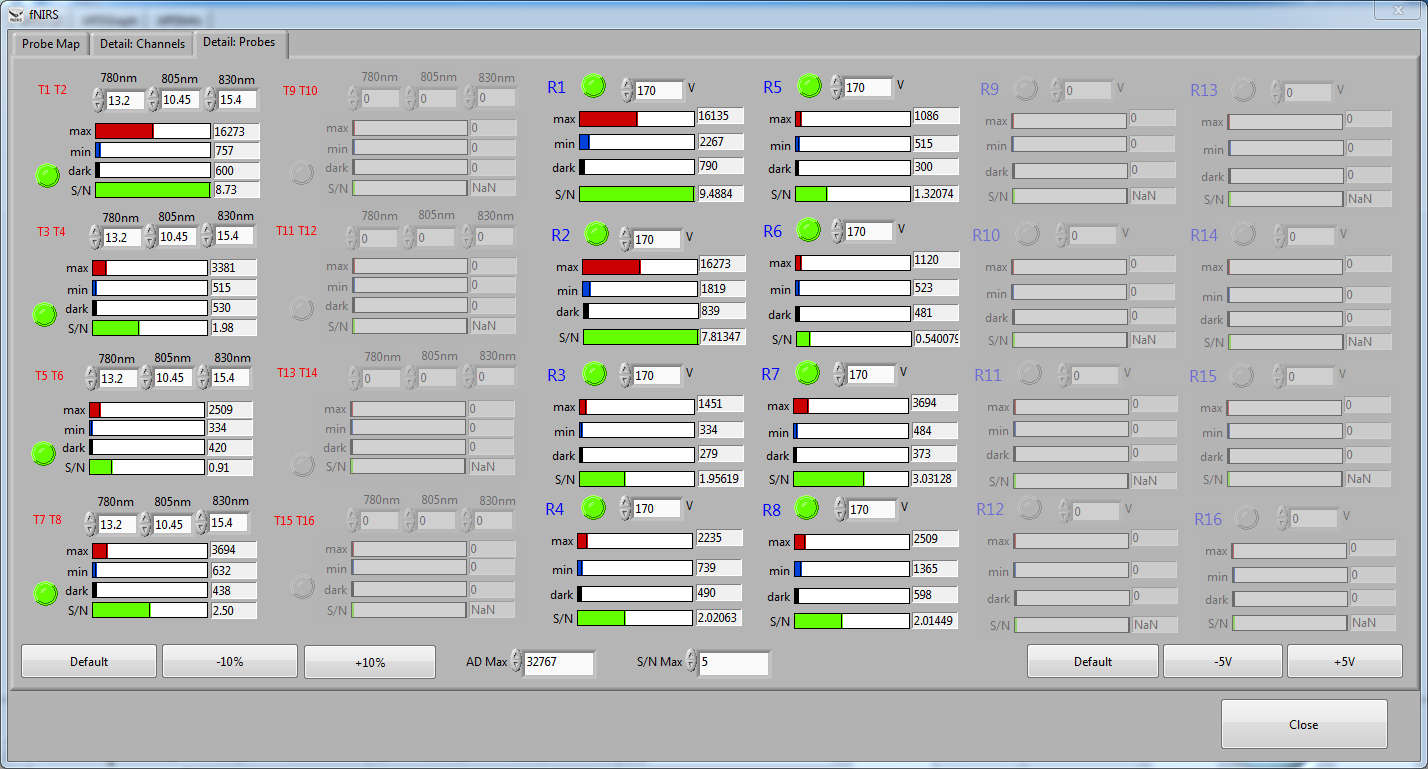 fNIRS
Probe Map Detail: Channels Detail: Probes
T1 T2
780nm 805nm 830nm
13.2 10.45 15.4
max 16273
min 757
dark 600
S/N 8.73
T3 T4
780nm 805nm 830nm
13.2 10.45 15.4
max 3381
min 515
dark 530
S/N 1.98
T5 T6
780nm 805nm 830nm
13.2 10.45 15.4
max 2509
min 334
dark 420
S/N 0.91
T7 T8
780nm 805nm 830nm
13.2 10.45 15.4
max 3694
min 632
dark 438
S/N 2.50
T9 T10
780nm 805nm 830nm
0 0 0
max 0
min 0
dark 0
S/N NaN
T11 T12
780nm 805nm 830nm
0 0 0
max 0
min 0
dark 0
S/N NaN
T13 T14
780nm 805nm 830nm
0 0 0
max 0
min 0
dark 0
S/N NaN
T15 T16
780nm 805nm 830nm
0 0 0
max 0
min 0
dark 0
S/N NaN
R1 170 V
max 16135
min 2267
dark 790
S/N 9.4884
R2 170 V
max 16273
min 1819
dark 839
S/N 7.81347
R3 170 V
max 1451
min 334
dark 279
S/N 1.95619
R4 170 V
max 2235
min 739
dark 490
S/N 2.02063
R5 170 V
max 1086
min 515
dark 300
S/N 1.32074
R6 170 V
max 1120
min 523
dark 481
S/N 0.540079
R7 170 V
max 3694
min 484
dark 373
S/N 3.03128
R8 170 V
max 2509
min 1365
dark 598
S/N 2.01449
R9 0 V
max 0
min 0
dark 0
S/N NaN
R10 0 V
max 0
min 0
dark 0
S/N NaN
R11 0 V
max 0
min 0
dark 0
S/N NaN
R12 0 V
max 0
min 0
dark 0
S/N NaN
R13 0 V
max 0
min 0
dark 0
S/N NaN
R14 0 V
max 0
min 0
dark 0
S/N NaN
R15 0 V
max 0
min 0
dark 0
S/N NaN
R16 0 V
max 0
min 0
dark 0
S/N NaN
Default -10% +10% AD Max 32767 S/N Max 5 Default -5V +5V
Close